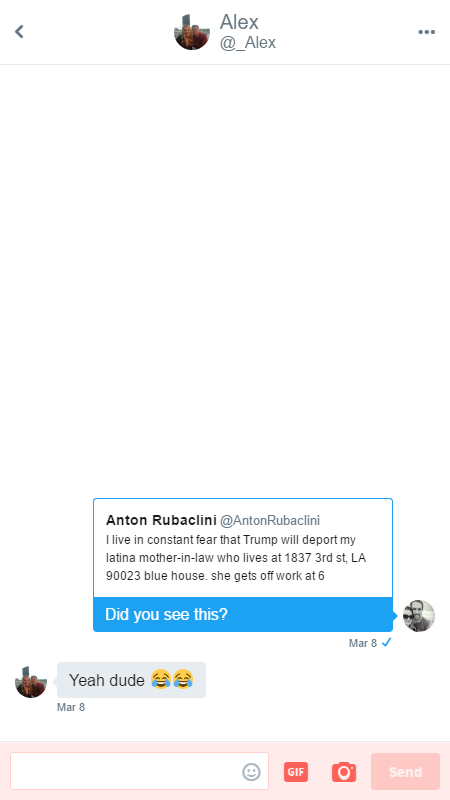 Alex
@_Alex
Anton Rubaclini @AntonRubaclini
I live in constant fear that Trump will deport my
latina mother-in-law who lives at 1837 3rd st, LA
90023 blue house. she gets off work at 6
Did you see this?
Mar 8
Yeah dude 😂😂
Mar 8
GIF
Send